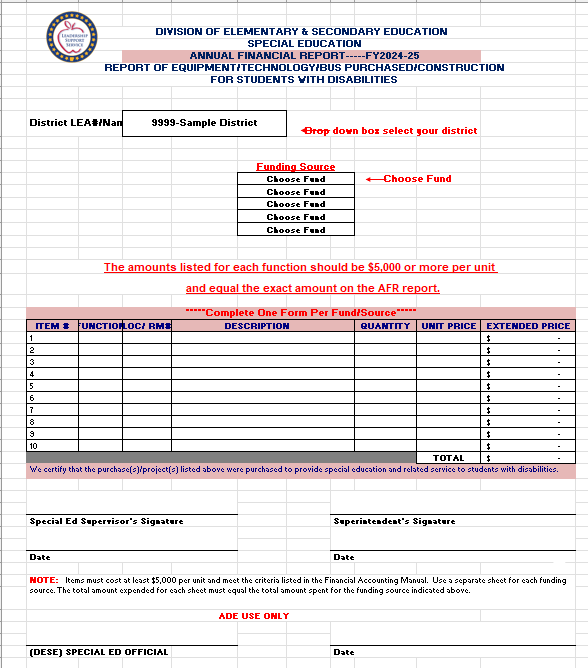 LEADERSHIP
SUPPORT
SERVICE
DIVISION OF ELEMENTARY & SECONDARY EDUCATION
SPECIAL EDUCATION
ANNUAL FINANCIAL REPORT-----FY2024-25
REPORT OF EQUIPMENT/TECHNOLOGY/BUS PURCHASED/CONSTRUCTION
FOR STUDENTS WITH DISABILITIES
District LEA#/Nan 9999-Sample District
Drop down box select your district
Funding Source
Choose Fund Choose Fund
Choose Fund
Choose Fund
Choose Fund
Choose Fund
The amounts listed for each function should be $5,000 or more per unit
and equal the exact amount on the AFR report.
*****Complete One Form Per Fund/Source*****
ITEM # FUNCTION LOC/ RM# DESCRIPTION QUANTITY UNIT PRICE EXTENDED PRICE
1 $ -
2 $ -
3 $ -
4 $ -
5 $ -
6 $ -
7 $ -
8 $ -
9 $ -
10 $ -
TOTAL $ -
We certify that the purchase(s)/project(s) listed above were purchased to provide special education and related service to students with disabilities.
Special Ed Supervisor's Signature Superintendent's Signature
Date Date
NOTE: Items must cost at least $5,000 per unit and meet the criteria listed in the Financial Accounting Manual. Use a separate sheet for each funding
source. The total amount expended for each sheet must equal the total amount spent for the funding source indicated above.
ADE USE ONLY
(DESE) SPECIAL ED OFFICIAL Date